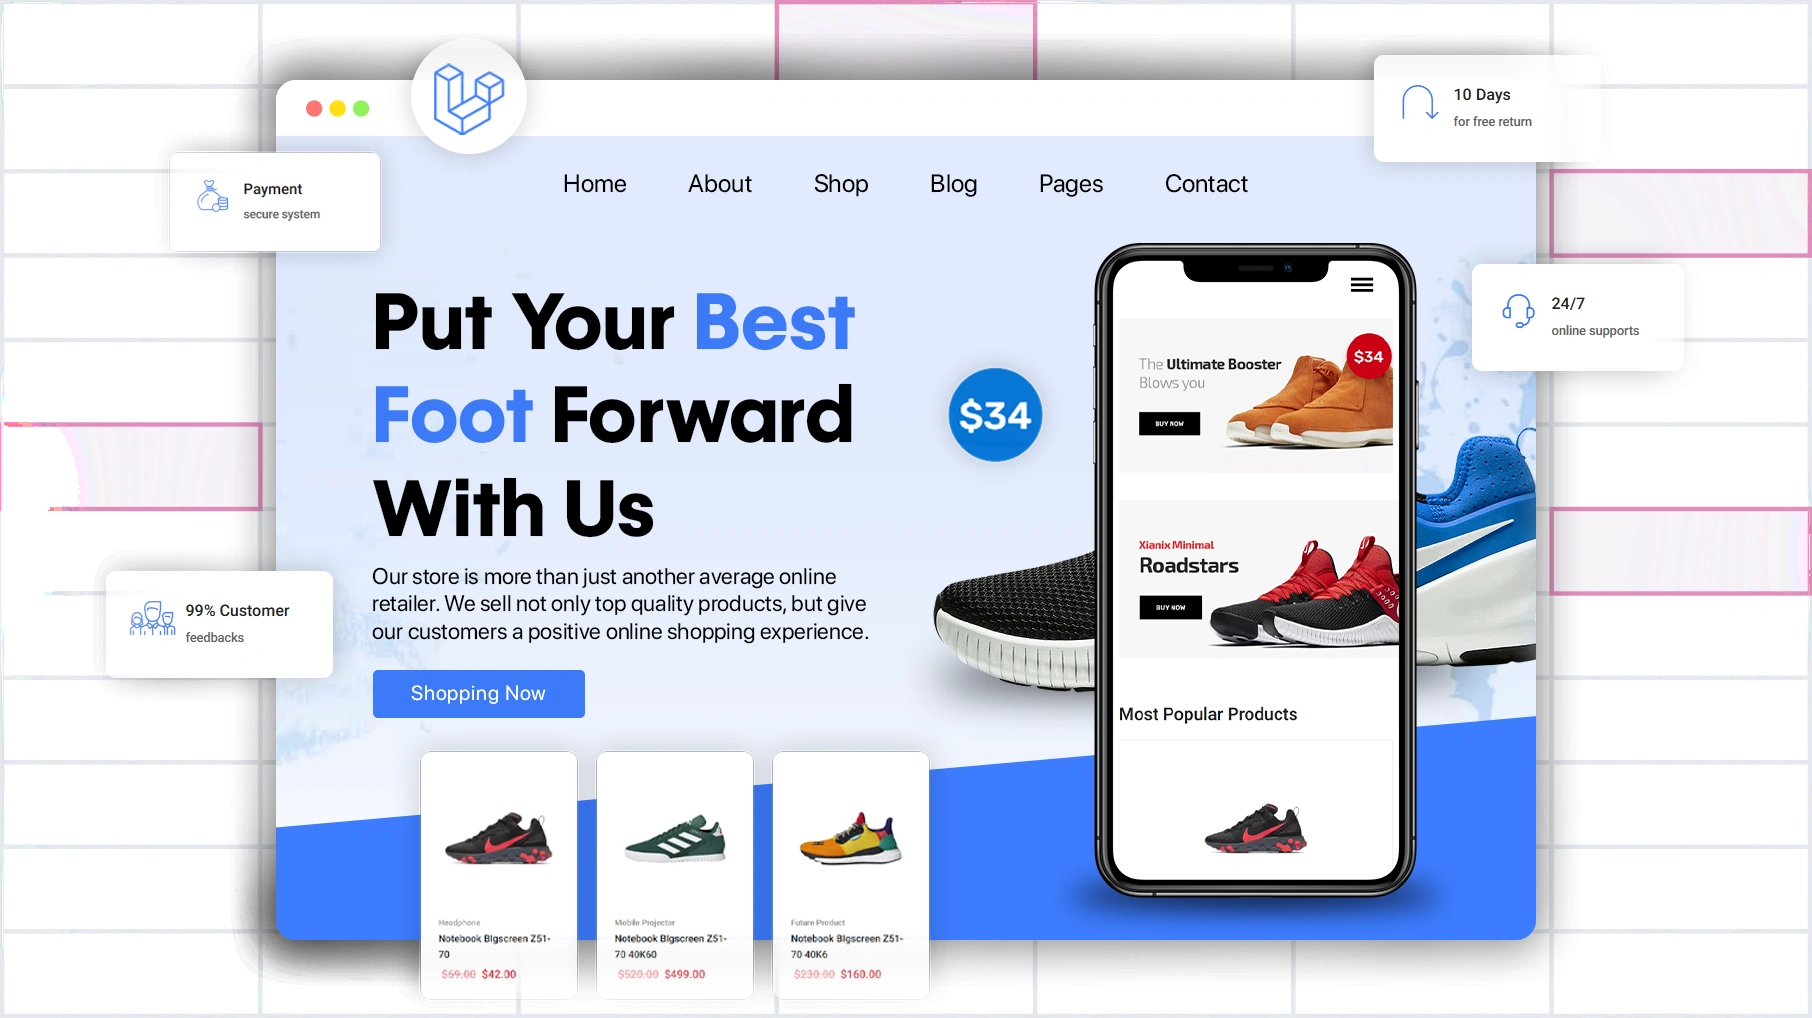 10 Days
for free return
Payment
secure system
Home About Shop Blog Pages Contact
24/7
online supports
Put Your Best
Foot Forward
With Us
$34
The Ultimate Booster
Blows you
$34
BUY NOW
Xianix Minimal
Roadstars
BUY NOW
Our store is more than just another average online
retailer. We sell not only top quality products, but give
our customers a positive online shopping experience.
99% Customer
feedbacks
Shopping Now
Most Popular Products
Headphone
Notebook BIgscreen Z51-
70
$69.00 $42.00
Mobile Projector
Notebook BIgscreen Z51-
70 40K60
$520.00 $499.00
Future Product
Notebook BIgscreen Z51-
70 40K6
$230.00 $160.00